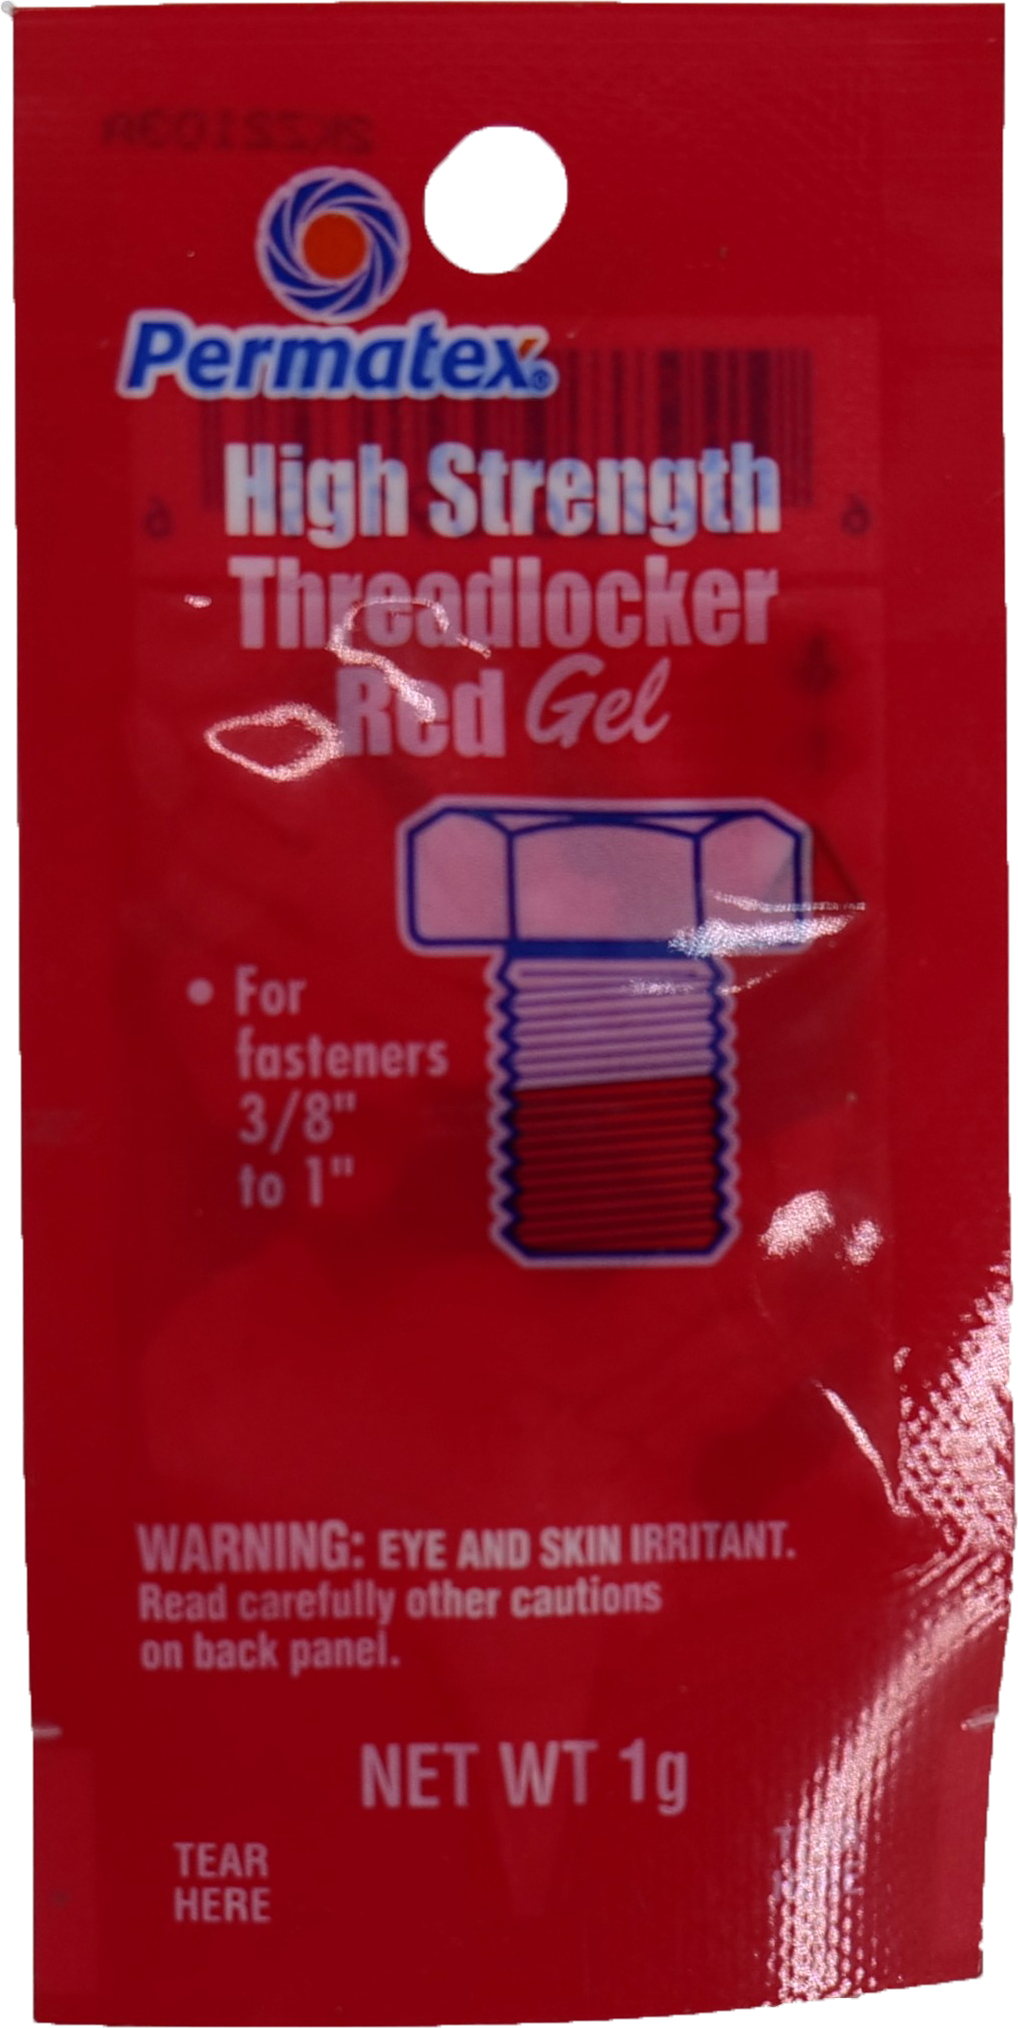 Permatex®
High Strength
Threadlocker
Red Gel
• For
fasteners
3/8"
to 1"
WARNING: EYE AND SKIN IRRITANT.
Read carefully other cautions
on back panel.
NET WT 1g
TEAR
HERE